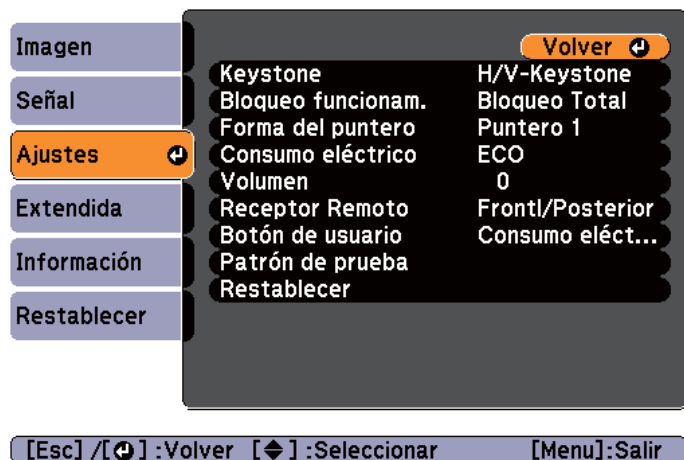 Imagen
Señal
Ajustes
Extendida
Información
Restablecer
Volver
Keystone H/V-Keystone
Bloqueo funcionam. Bloqueo Total
Forma del puntero Puntero 1
Consumo eléctrico ECO
Volumen 0
Receptor Remoto Frontl/Posterior
Botón de usuario Consumo eléct...
Patrón de prueba
Restablecer
[Esc] /[⏎] :Volver [◆] :Seleccionar [Menu]:Salir